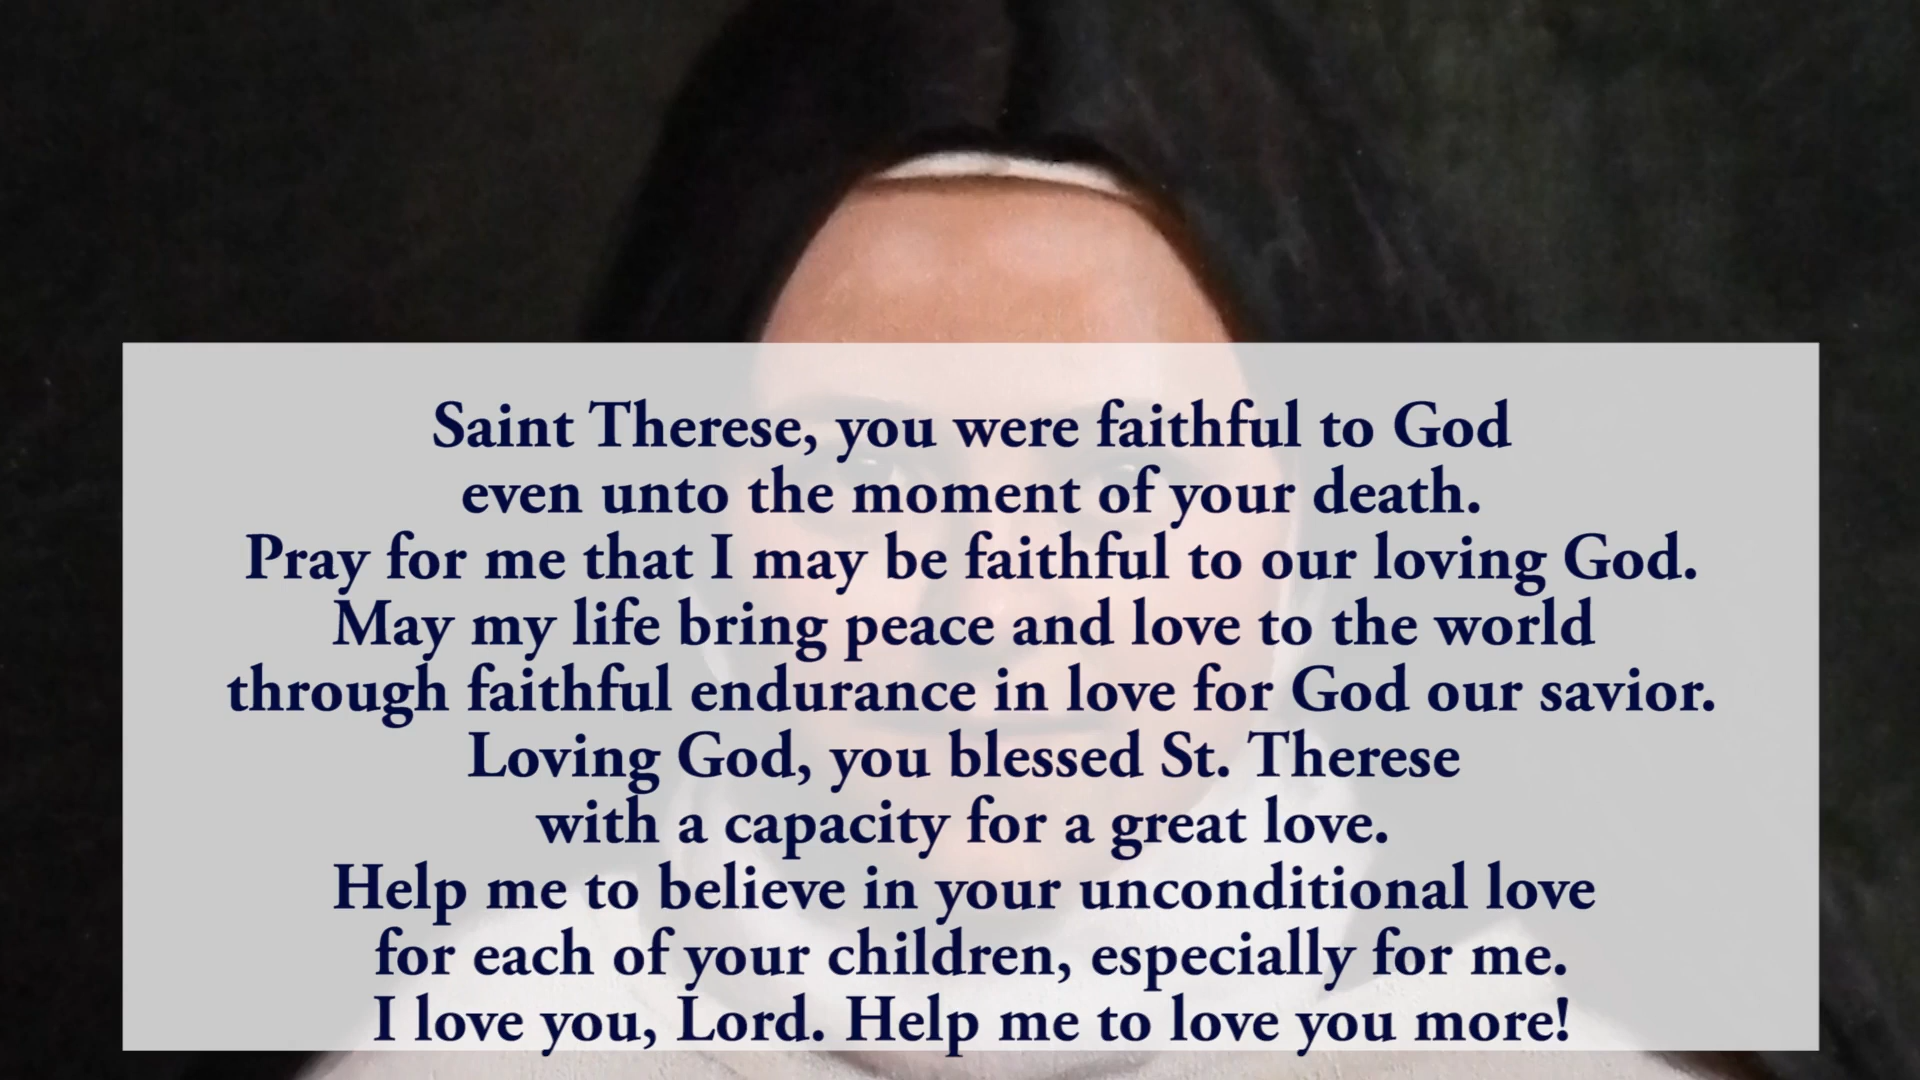 Saint Therese, you were faithful to God
even unto the moment of your death.
Pray for me that I may be faithful to our loving God.
May my life bring peace and love to the world
through faithful endurance in love for God our savior.
Loving God, you blessed St. Therese
with a capacity for a great love.
Help me to believe in your unconditional love
for each of your children, especially for me.
I love you, Lord. Help me to love you more!